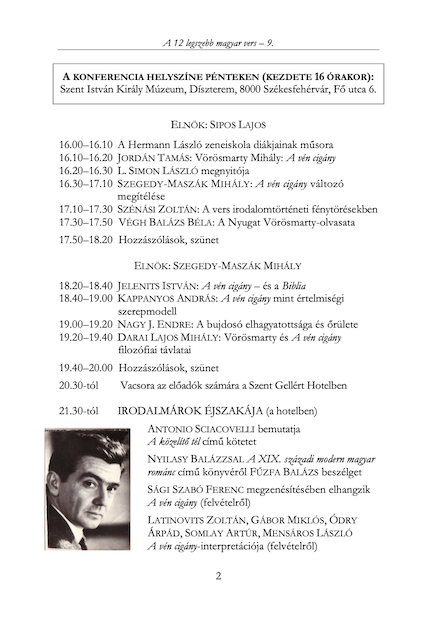 A 12 legszebb magyar vers – 9.
A KONFERENCIA HELYSZÍNE PÉNTEKEN (KEZDETE 16 ÓRAKOR):
Szent István Király Múzeum, Díszterem, 8000 Székesfehérvár, Fő utca 6.
ELNÖK: SIPOS LAJOS
16.00–16.10 A Hermann László zeneiskola diákjainak műsora
16.10–16.20 JORDÁN TAMÁS: Vörösmarty Mihály: A vén cigány
16.20–16.30 L. SIMON LÁSZLÓ megnyitója
16.30–17.10 SZEGEDY-MASZÁK MIHÁLY: A vén cigány változó
megítélése
17.10–17.30 SZÉNÁSI ZOLTÁN: A vers irodalomtörténeti fénytörésekben
17.30–17.50 VÉGH BALÁZS BÉLA: A Nyugat Vörösmarty-olvasata
17.50–18.20 Hozzászólások, szünet
ELNÖK: SZEGEDY-MASZÁK MIHÁLY
18.20–18.40 JELENITS ISTVÁN: A vén cigány – és a Biblia
18.40–19.00 KAPPANYOS ANDRÁS: A vén cigány mint értelmiségi
szerepmodell
19.00–19.20 NAGY J. ENDRE: A bujdosó elhagyatottsága és őrülete
19.20–19.40 DARAI LAJOS MIHÁLY: Vörösmarty és A vén cigány
filozófiai távlatai
19.40–20.00 Hozzászólások, szünet
20.30-tól Vacsora az előadók számára a Szent Gellért Hotelben
21.30-tól IRODALMÁROK ÉJSZAKÁJA (a hotelben)
ANTONIO SCIACOVELLI bemutatja
A közelítő tél című kötetet
NYILASY BALÁZZSAL A XIX. századi modern magyar
románc című könyvéről FŰZFA BALÁZS beszélget
SÁGI SZABÓ FERENC megzenésítésében elhangzik
A vén cigány (felvételről)
LATINOVITS ZOLTÁN, GÁBOR MIKLÓS, ÓDRY
ÁRPÁD, SOMLAY ARTÚR, MENSÁROS LÁSZLÓ
A vén cigány-interpretációja (felvételről)
2